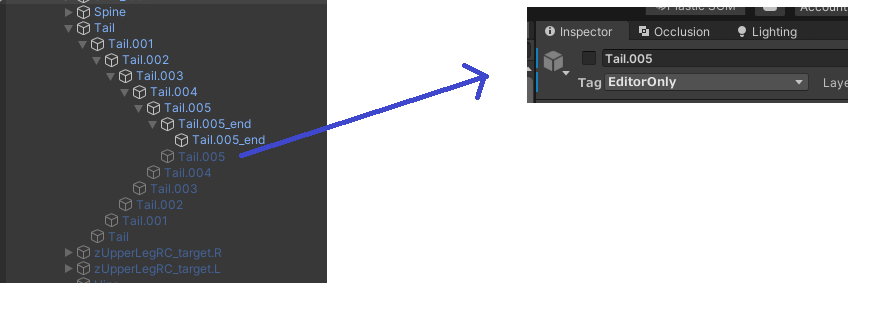 Spine
Tail
Tail.001
Tail.002
Tail.003
Tail.004
Tail.005
Tail.005_end
Tail.005_end
Tail.005
Tail.004
Tail.003
Tail.002
Tail.001
Tail
zUpperLegRC_target.R
zUpperLegRC_target.L
Account
Inspector
Occlusion
Lighting
Tail.005
Tag EditorOnly
Laye